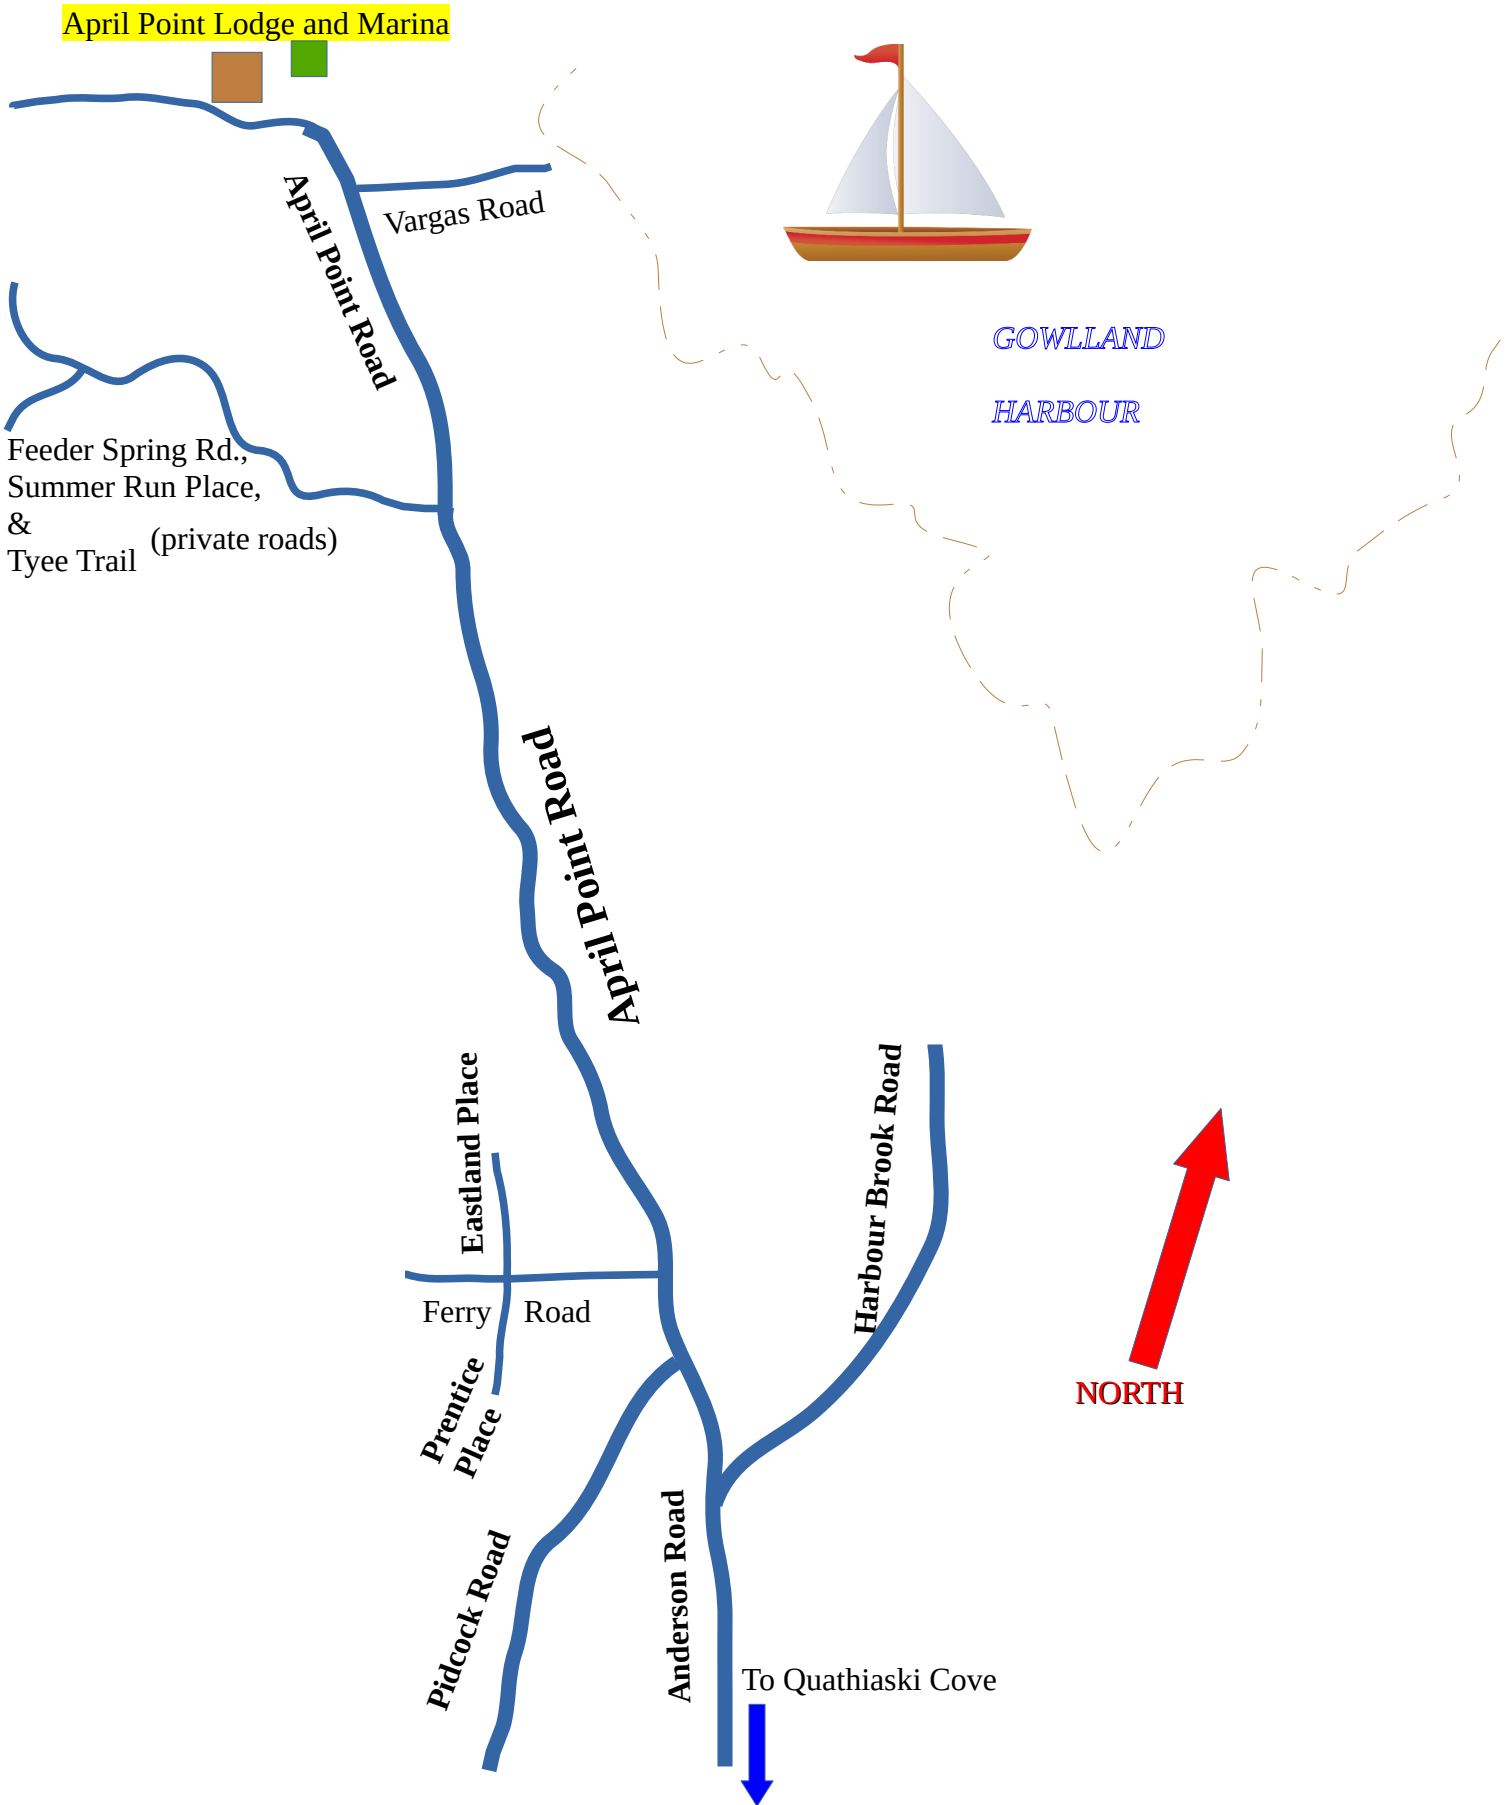 April Point Lodge and Marina
Vargas Road
April Point Road
GOWLLAND
HARBOUR
Feeder Spring Rd.,
Summer Run Place,
&
(private roads)
Tyee Trail
April Point Road
Eastland Place
Harbour Brook Road
Ferry Road
Prentice
Place
NORTH
Pidcock Road
Anderson Road
To Quathiaski Cove